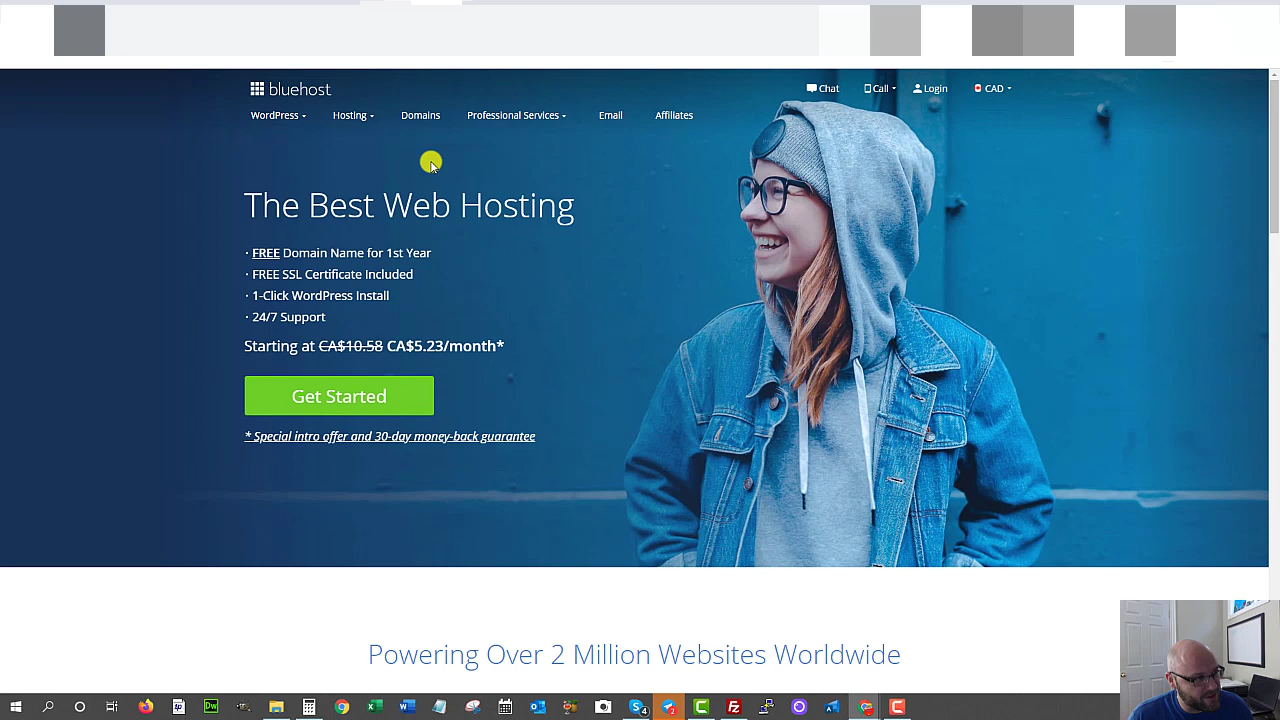 bluehost
Chat
Call
Login
CAD
WordPress
Hosting
Domains
Professional Services
Email
Affiliates
The Best Web Hosting
· FREE Domain Name for 1st Year
· FREE SSL Certificate Included
· 1-Click WordPress Install
· 24/7 Support
Starting at CA$10.58 CA$5.23/month*
Get Started
* Special intro offer and 30-day money-back guarantee
Powering Over 2 Million Websites Worldwide